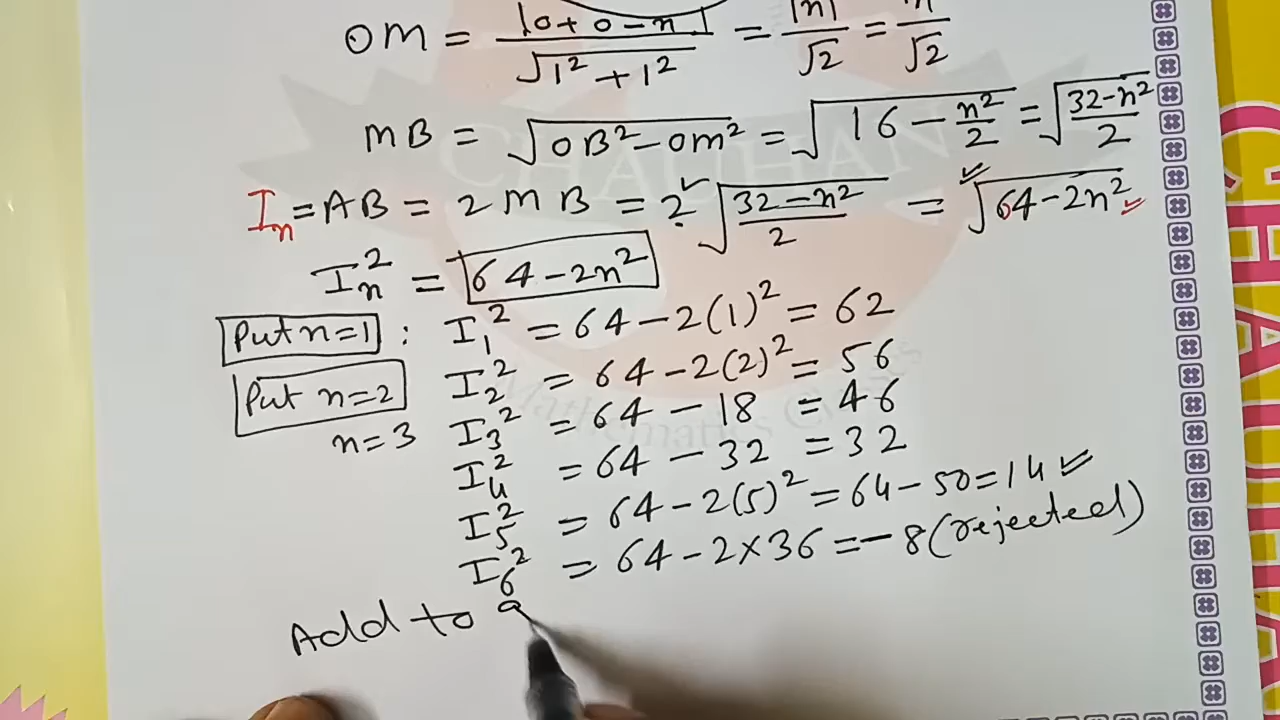 OM = |0+0-n| / √1²+1² = |n| / √2 = n / √2
MB = √OB²-OM² = √16 - n²/2 = √32-n²/2
In = AB = 2MB = 2√32-n²/2 = √64-2n²
In² = 64-2n²
Put n=1 : I1² = 64-2(1)² = 62
Put n=2 I2² = 64-2(2)² = 56
n=3 I3² = 64-18 = 46
I4² = 64-32 = 32
I5² = 64-2(5)² = 64-50=14
I6² = 64-2×36 = -8 (rejected)
Add to
CHAUHAN